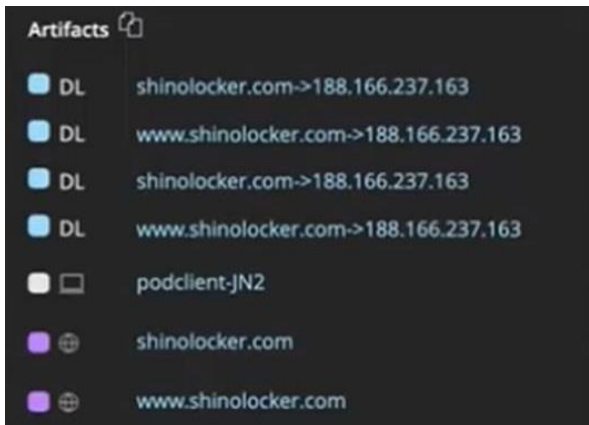 Artifacts
DL shinolocker.com->188.166.237.163
DL www.shinolocker.com->188.166.237.163
DL shinolocker.com->188.166.237.163
DL www.shinolocker.com->188.166.237.163
podclient-JN2
shinolocker.com
www.shinolocker.com